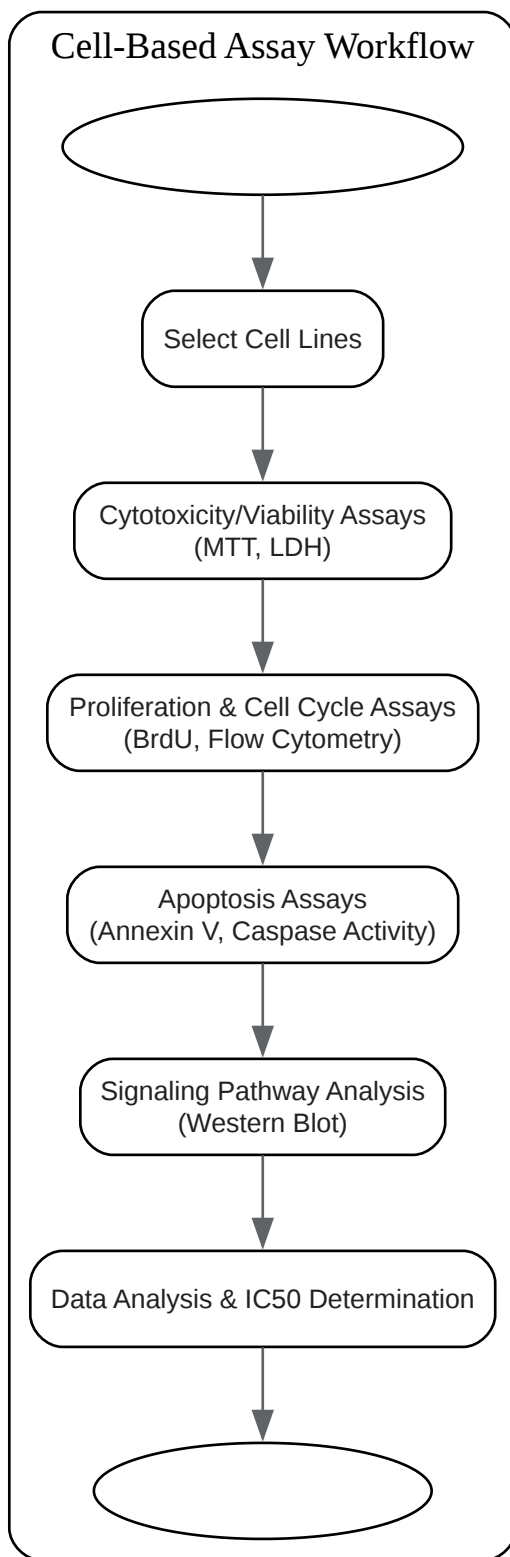 Cell-Based Assay Workflow
Select Cell Lines
Cytotoxicity/Viability Assays
(MTT, LDH)
Proliferation & Cell Cycle Assays
(BrdU, Flow Cytometry)
Apoptosis Assays
(Annexin V, Caspase Activity)
Signaling Pathway Analysis
(Western Blot)
Data Analysis & IC50 Determination